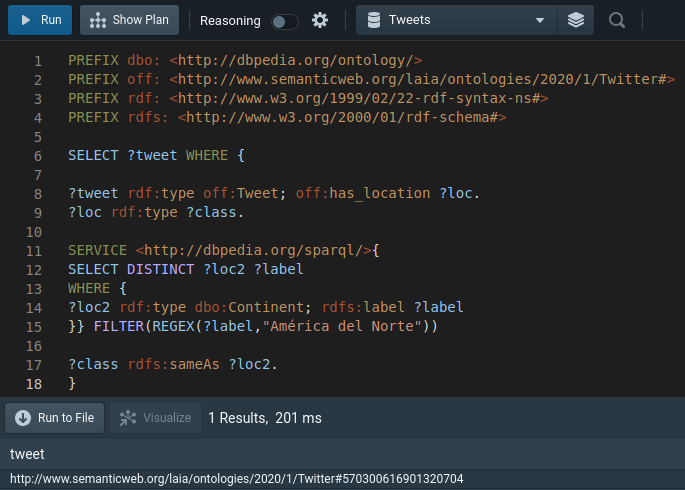 Run Show Plan Reasoning Tweets
1 PREFIX dbo: <http://dbpedia.org/ontology/>
2 PREFIX off: <http://www.semanticweb.org/laia/ontologies/2020/1/Twitter#>
3 PREFIX rdf: <http://www.w3.org/1999/02/22-rdf-syntax-ns#>
4 PREFIX rdfs: <http://www.w3.org/2000/01/rdf-schema#>
5
6 SELECT ?tweet WHERE {
7
8 ?tweet rdf:type off:Tweet; off:has_location ?loc.
9 ?loc rdf:type ?class.
10
11 SERVICE <http://dbpedia.org/sparql/>{
12 SELECT DISTINCT ?loc2 ?label
13 WHERE {
14 ?loc2 rdf:type dbo:Continent; rdfs:label ?label
15 }} FILTER(REGEX(?label,"América del Norte"))
16
17 ?class rdfs:sameAs ?loc2.
18 }
Run to File Visualize 1 Results, 201 ms
tweet
http://www.semanticweb.org/laia/ontologies/2020/1/Twitter#570300616901320704